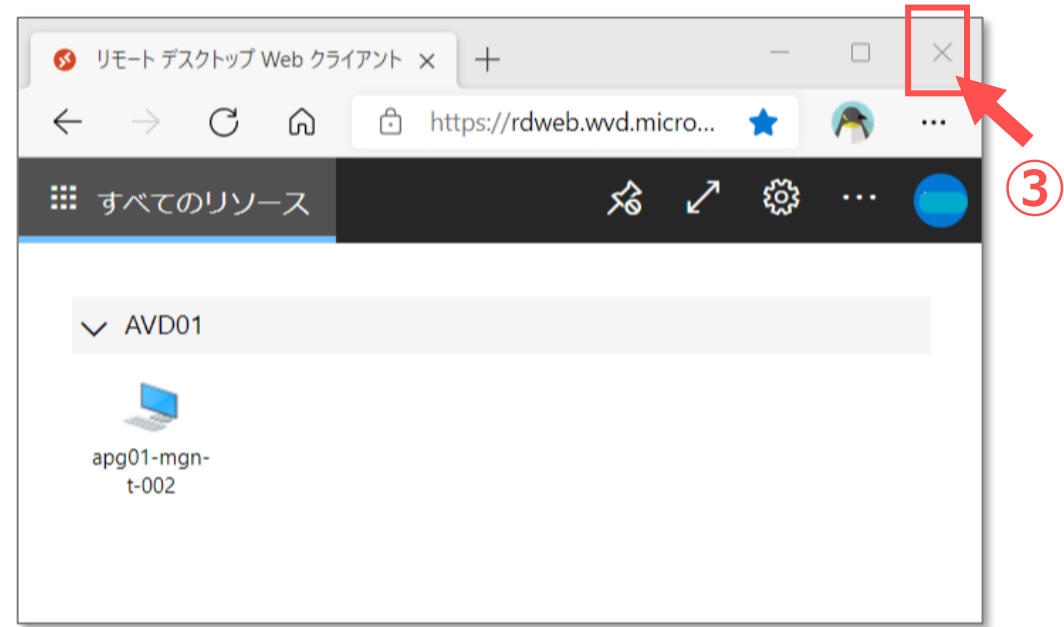 リモート デスクトップ Web クライアント
https://rdweb.wvd.micro...
③
すべてのリソース
AVD01
apg01-mgn-
t-002